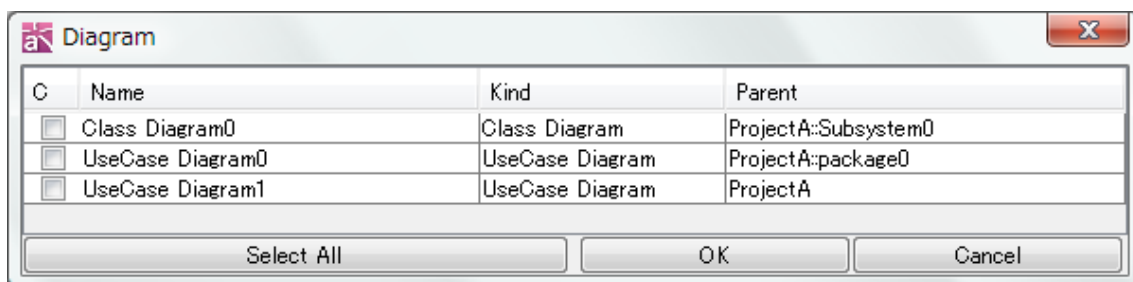 Diagram
C Name Kind Parent
Class Diagram0 Class Diagram ProjectA::Subsystem0
UseCase Diagram0 UseCase Diagram ProjectA::package0
UseCase Diagram1 UseCase Diagram ProjectA
Select All OK Cancel